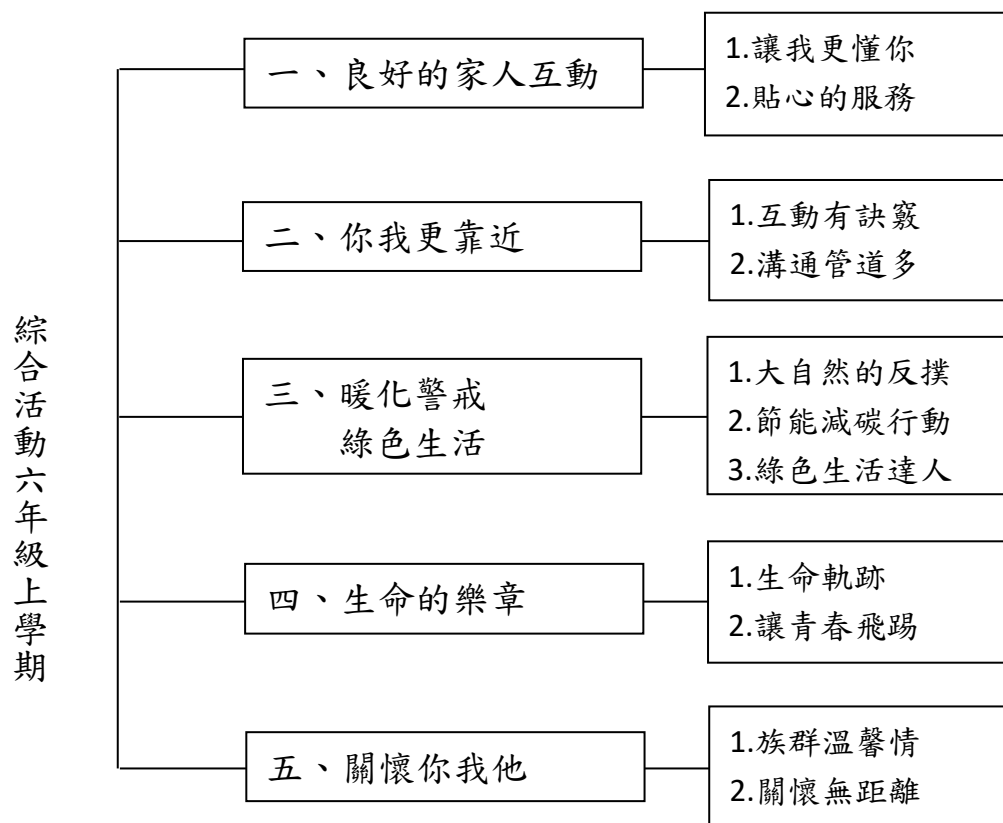 綜合活動六年級上學期
一、良好的家人互動
1.讓我更懂你
2.貼心的服務
二、你我更靠近
1.互動有訣竅
2.溝通管道多
三、暖化警戒
綠色生活
1.大自然的反撲
2.節能減碳行動
3.綠色生活達人
四、生命的樂章
1.生命軌跡
2.讓青春飛踢
五、關懷你我他
1.族群溫馨情
2.關懷無距離